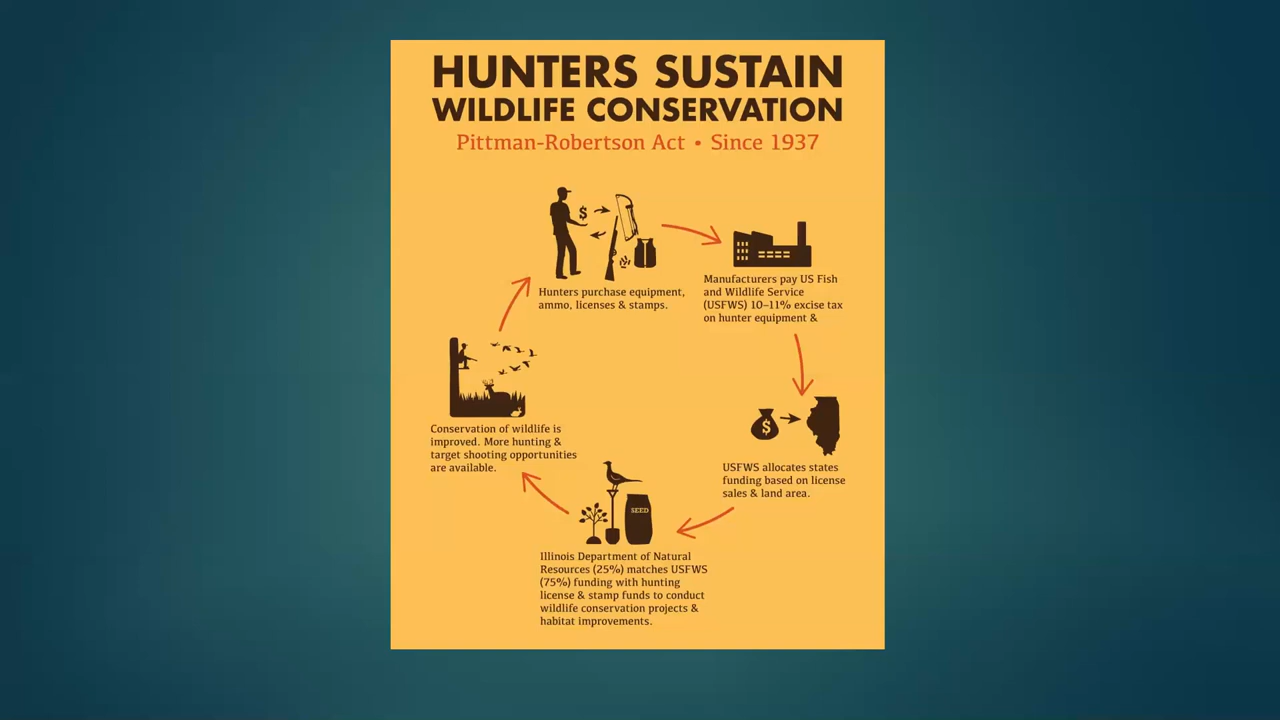 HUNTERS SUSTAIN
WILDLIFE CONSERVATION
Pittman-Robertson Act • Since 1937
$
Hunters purchase equipment,
ammo, licenses & stamps.
Manufacturers pay US Fish
and Wildlife Service
(USFWS) 10–11% excise tax
on hunter equipment &
$
USFWS allocates states
funding based on license
sales & land area.
SEED
Illinois Department of Natural
Resources (25%) matches USFWS
(75%) funding with hunting
license & stamp funds to conduct
wildlife conservation projects &
habitat improvements.
Conservation of wildlife is
improved. More hunting &
target shooting opportunities
are available.